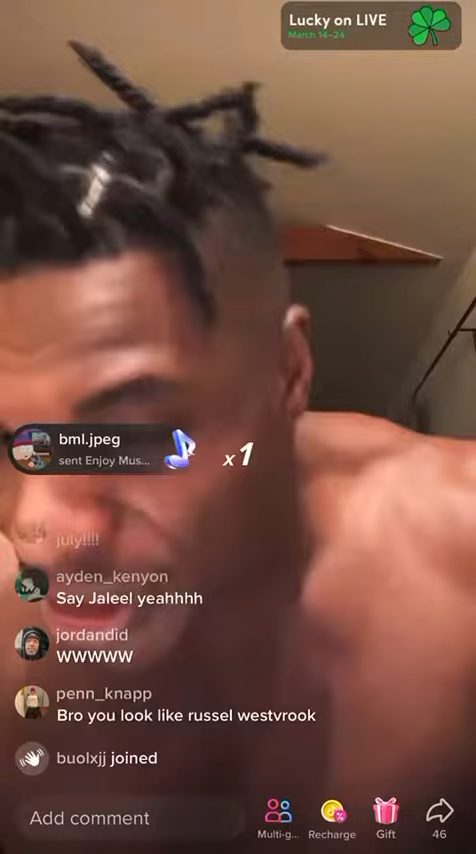 Lucky on LIVE
March 14-24
bml.jpeg
sent Enjoy Mus...
x1
july!!!!
ayden_kenyon
Say Jaleel yeahhhh
jordandid
WWWWW
penn_knapp
Bro you look like russel westvrook
buolxjj joined
Add comment
Multi-g...
Recharge
Gift
46